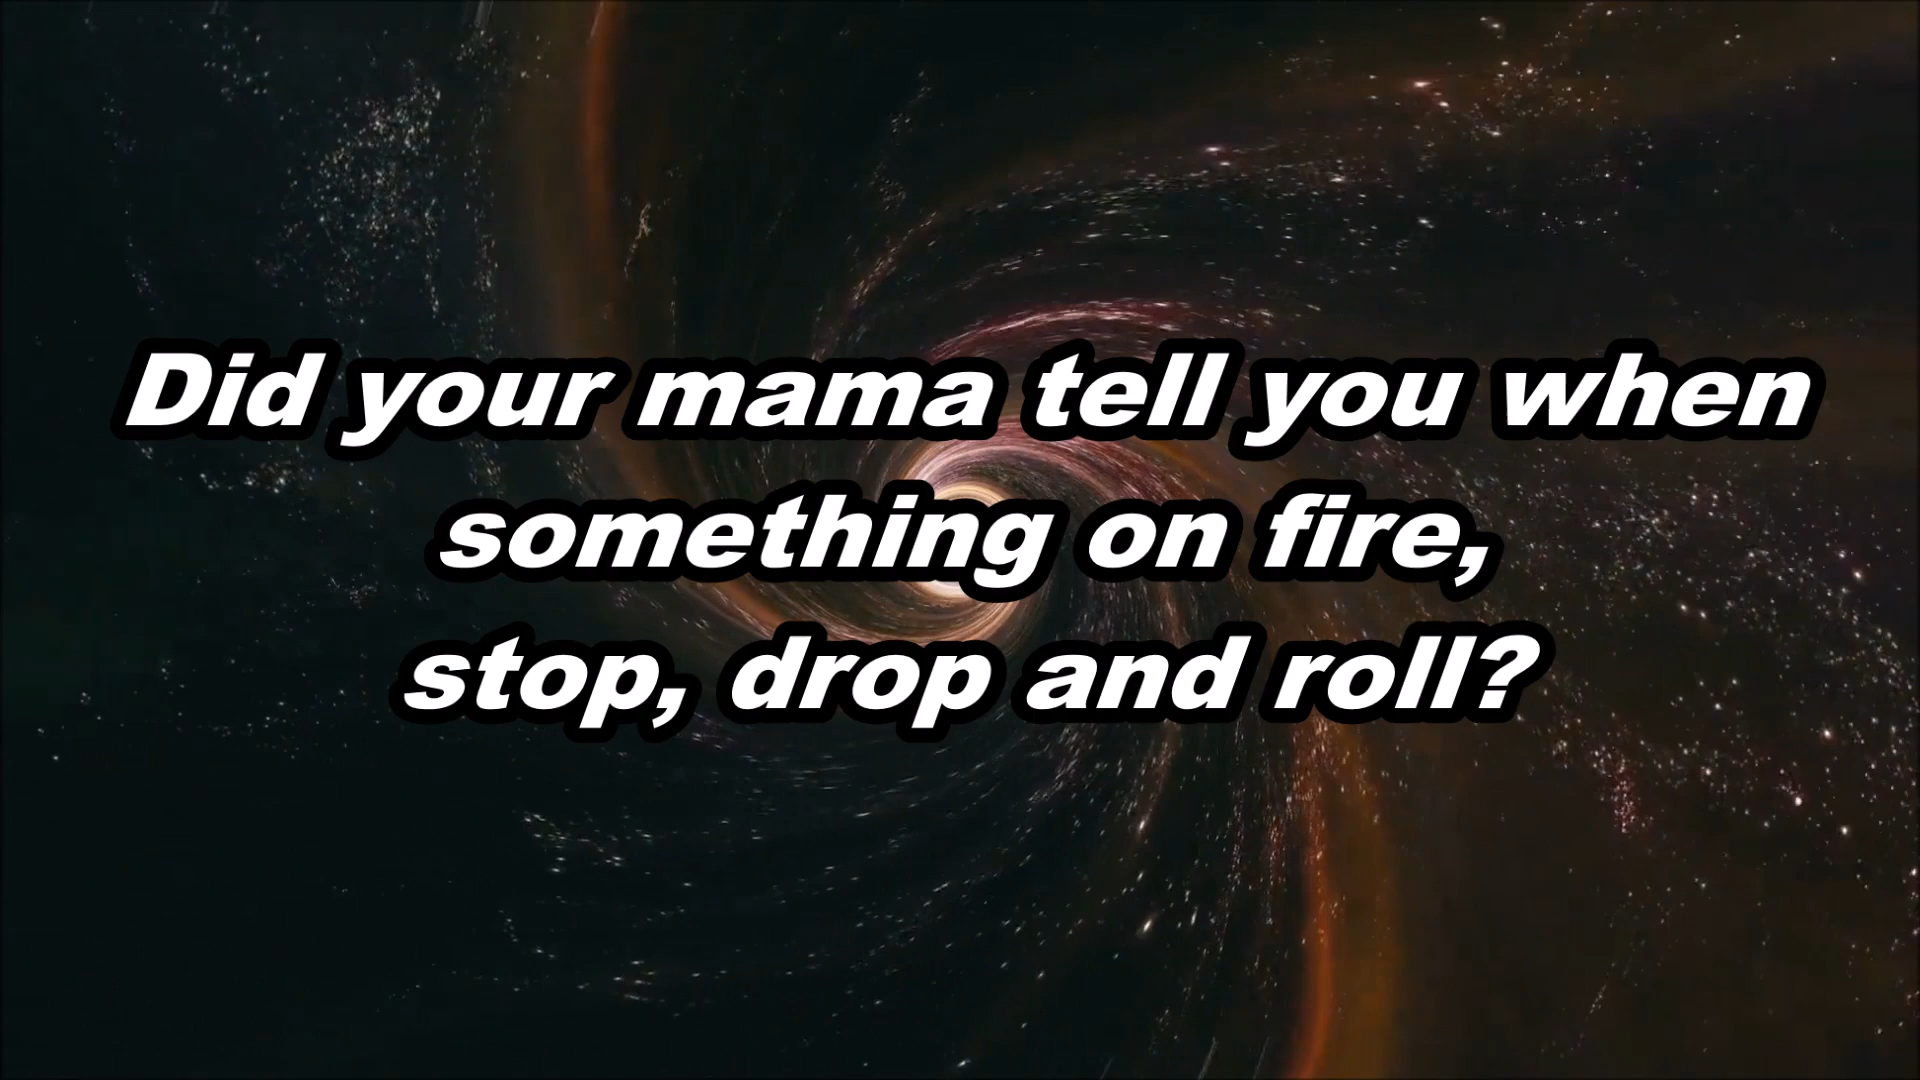 Did your mama tell you when
something on fire,
stop, drop and roll?